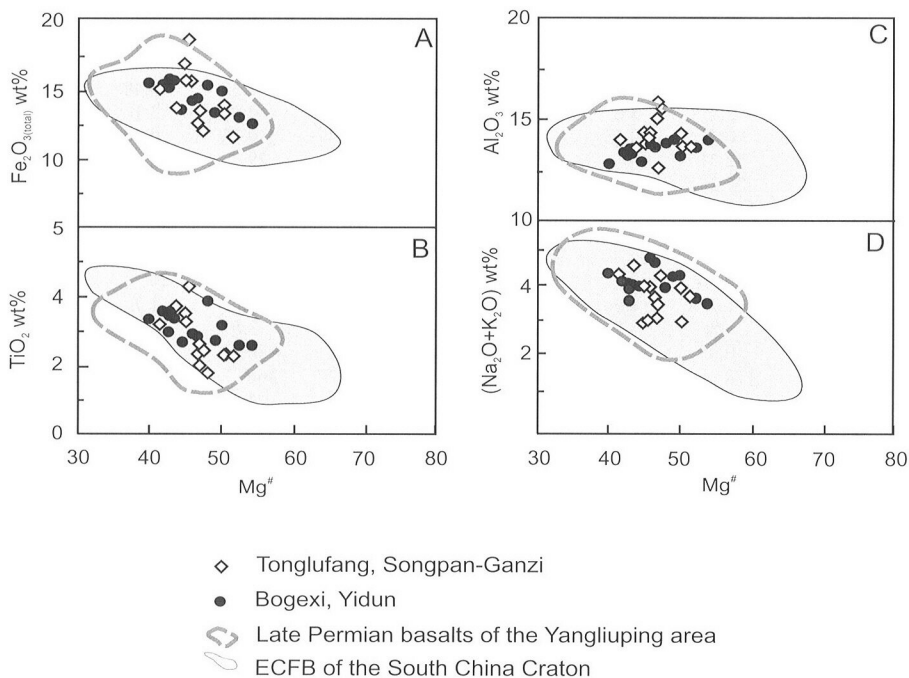 20
15
10
5
Fe₂O₃(total) wt%
A
4
2
0
TiO₂ wt%
B
30
40
50
60
70
80
Mg#
20
15
10
Al₂O₃ wt%
C
4
2
(Na₂O+K₂O) wt%
D
30
40
50
60
70
80
Mg#
Tonglufang, Songpan-Ganzi
Bogexi, Yidun
Late Permian basalts of the Yangliuping area
ECFB of the South China Craton